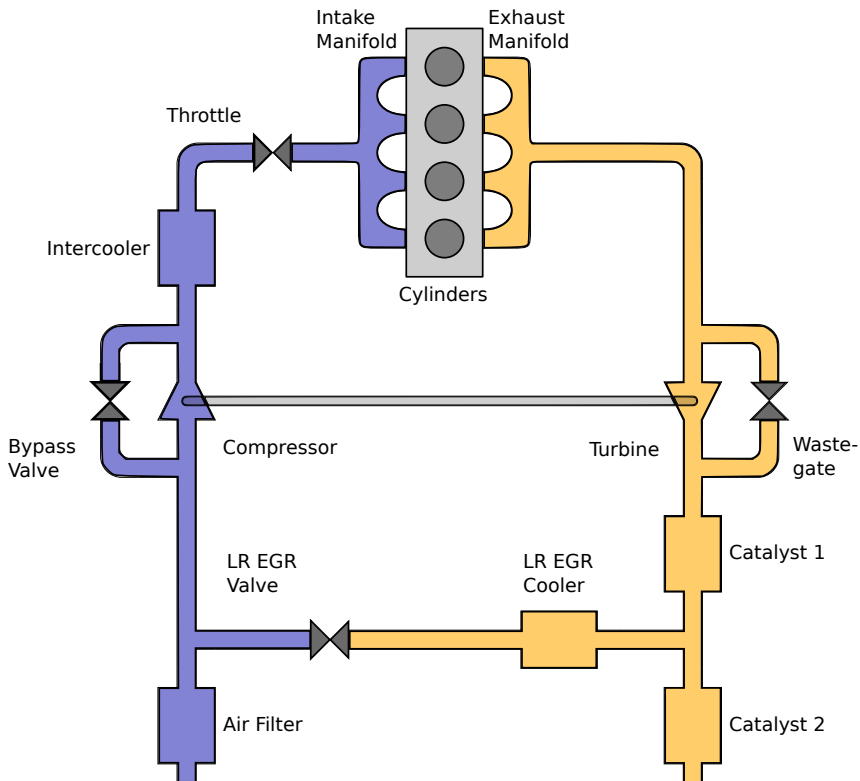 Intake
Manifold
Exhaust
Manifold
Throttle
Intercooler
Cylinders
Bypass
Valve
Compressor
Turbine
Waste-
gate
LR EGR
Valve
LR EGR
Cooler
Catalyst 1
Air Filter
Catalyst 2